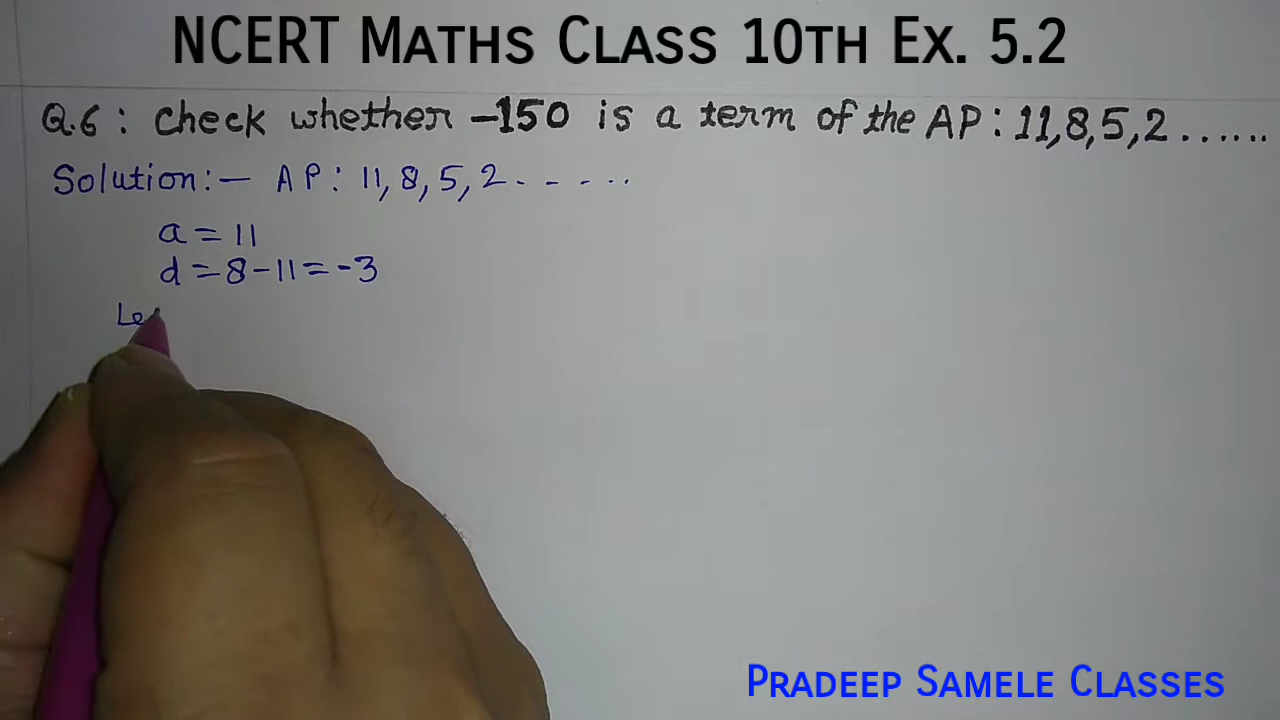 NCERT MATHS CLASS 10TH EX. 5.2
Q.6 : Check whether -150 is a term of the AP : 11,8,5,2......
Solution:- AP: 11, 8, 5, 2- - - ...
a = 11
d = 8-11 = -3
Le
PRADEEP SAMELE CLASSES